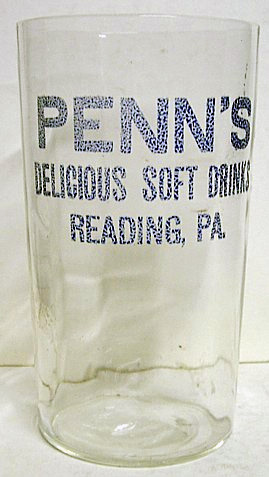 PENN'S
DELICIOUS SOFT DRINKS
READING, PA.